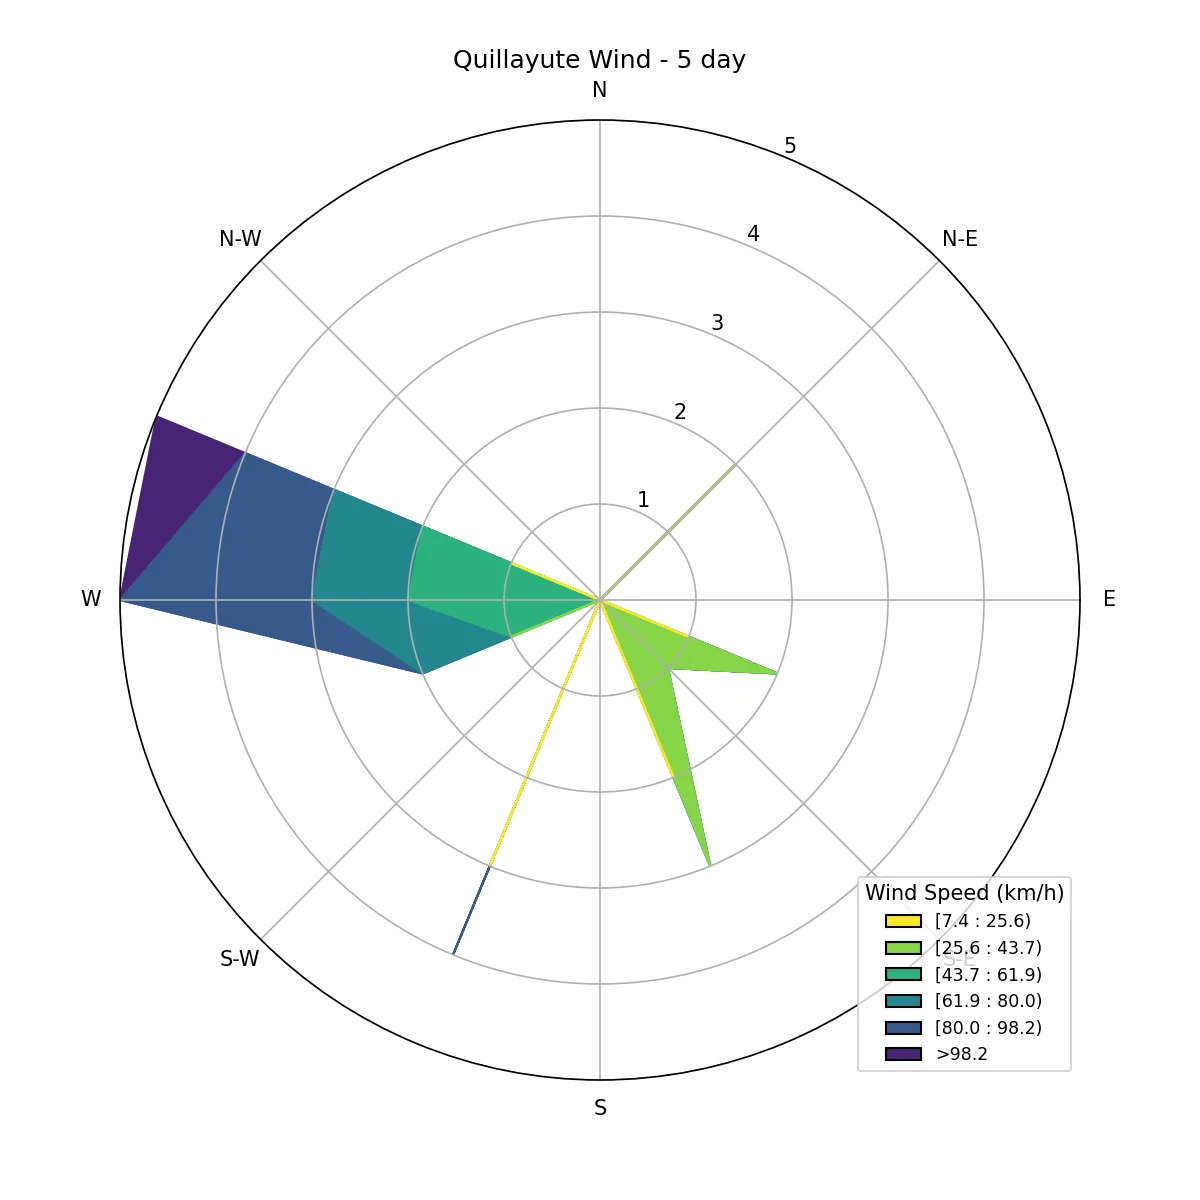 Quillayute Wind - 5 day
N
5
N-W
4
N-E
3
2
1
W
E
S-W
S-E
S
Wind Speed (km/h)
[7.4 : 25.6)
[25.6 : 43.7)
[43.7 : 61.9)
[61.9 : 80.0)
[80.0 : 98.2)
>98.2